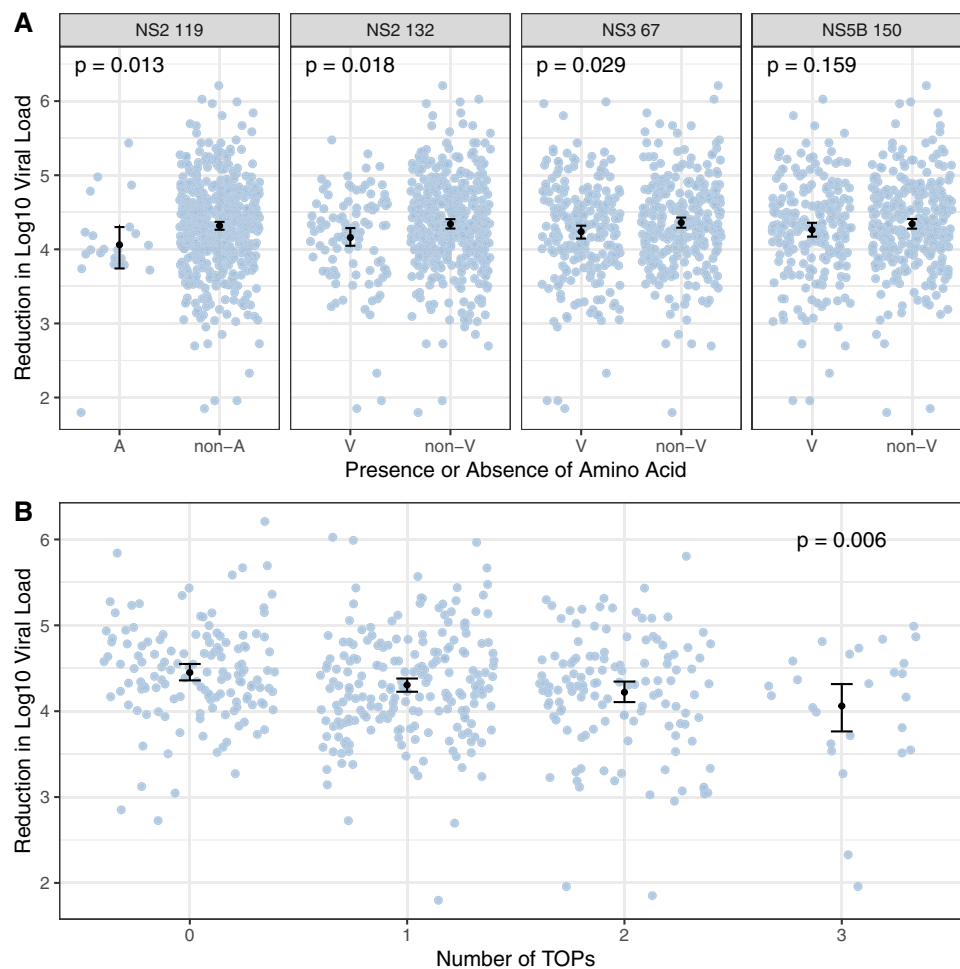 A
NS2 119
NS2 132
NS3 67
NS5B 150
p = 0.013
p = 0.018
p = 0.029
p = 0.159
Reduction in Log10 Viral Load
6
5
4
3
2
A
non−A
V
non−V
V
non−V
V
non−V
Presence or Absence of Amino Acid
B
p = 0.006
Reduction in Log10 Viral Load
6
5
4
3
2
0
1
2
3
Number of TOPs